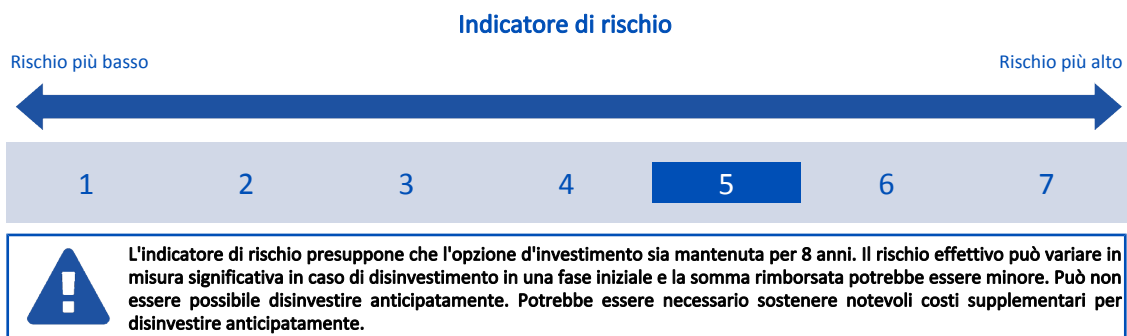 Indicatore di rischio
Rischio più basso
Rischio più alto
1 2 3 4 5 6 7
L'indicatore di rischio presuppone che l'opzione d'investimento sia mantenuta per 8 anni. Il rischio effettivo può variare in
misura significativa in caso di disinvestimento in una fase iniziale e la somma rimborsata potrebbe essere minore. Può non
essere possibile disinvestire anticipatamente. Potrebbe essere necessario sostenere notevoli costi supplementari per
disinvestire anticipatamente.